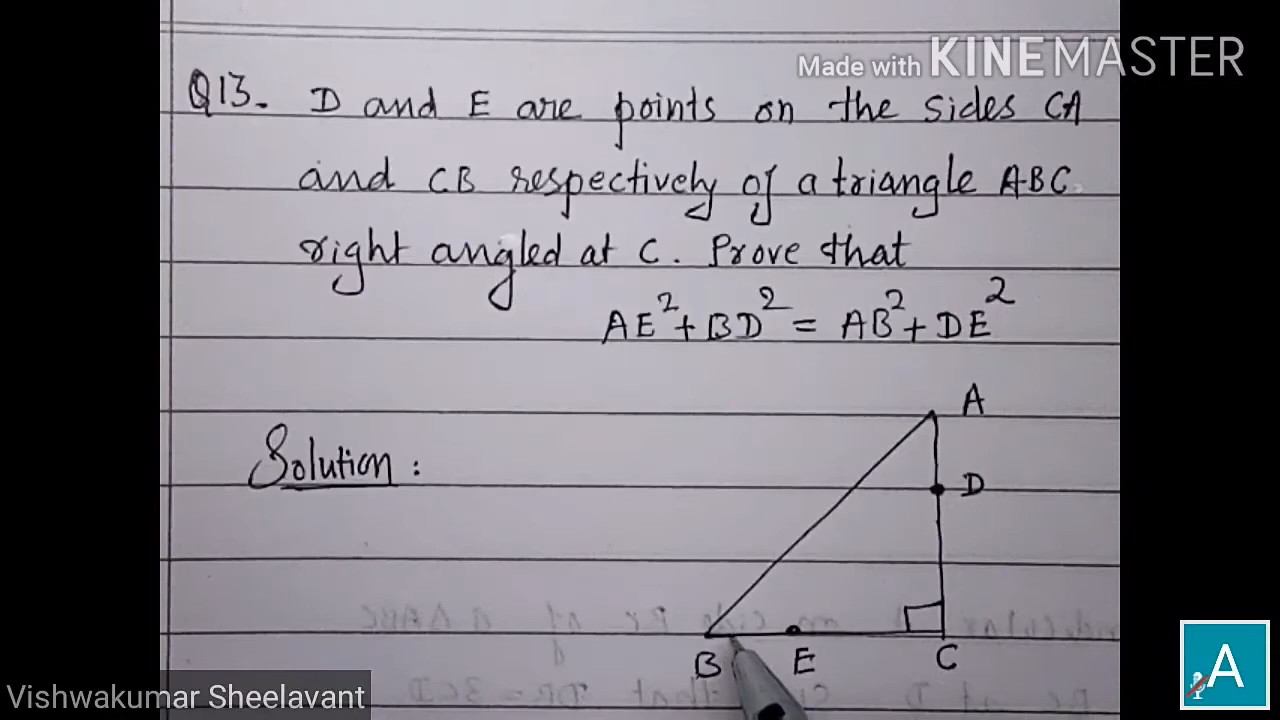 Made with KINEMASTER
Q13. D and E are points on the sides CA
and CB respectively of a triangle ABC
right angled at C. Prove that
AE² + BD² = AB² + DE²
Solution :
A
D
B E C
Vishwakumar Sheelavant
A